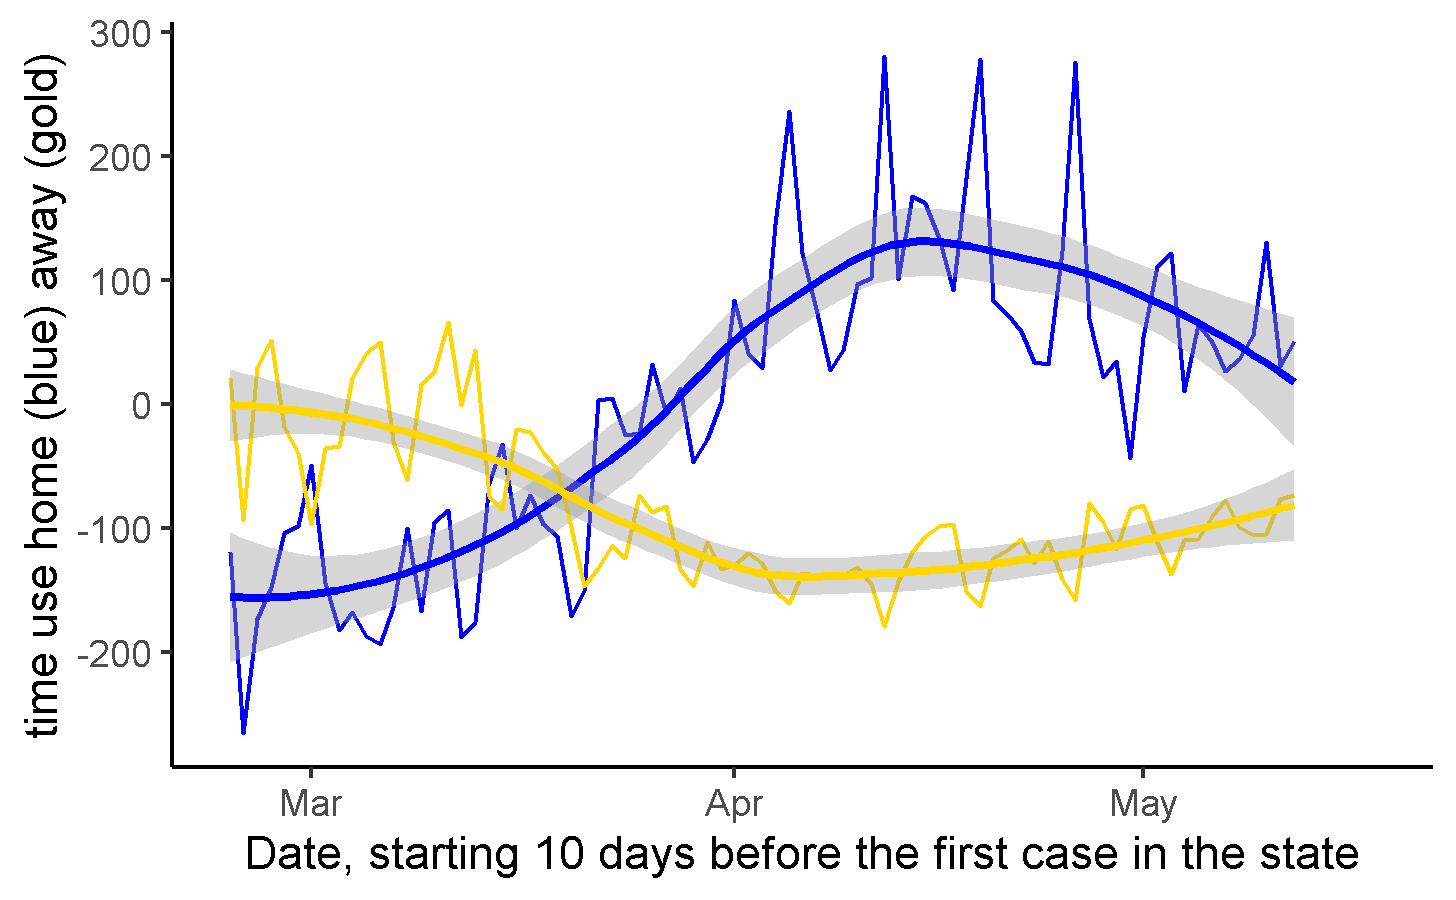 time use home (blue) away (gold)
300
200
100
0
-100
-200
Mar
Apr
May
Date, starting 10 days before the first case in the state